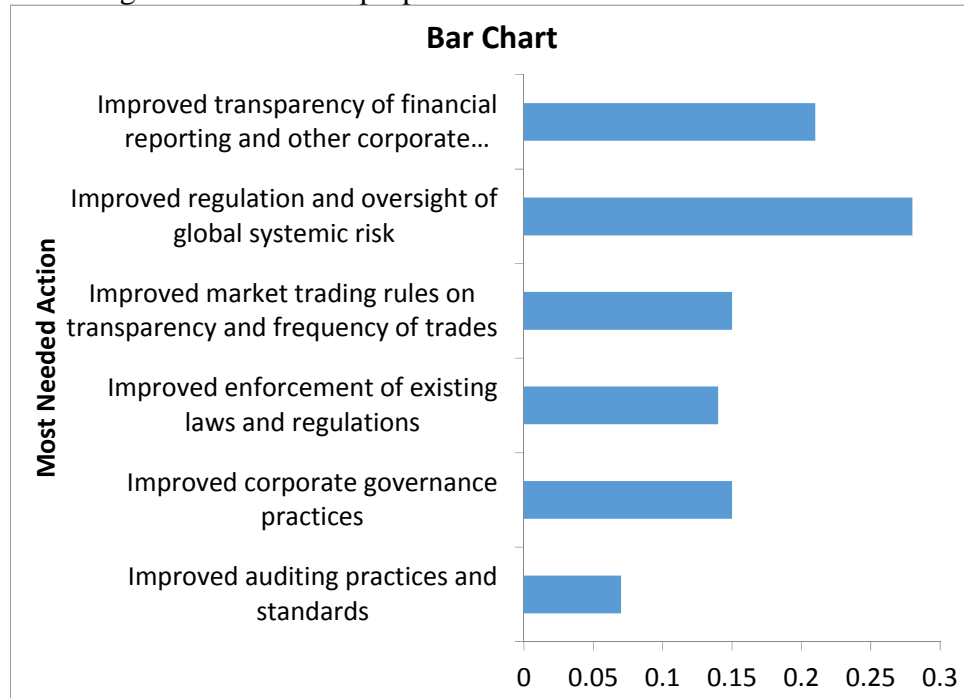 Bar Chart
Improved transparency of financial
reporting and other corporate...
Improved regulation and oversight of
global systemic risk
Improved market trading rules on
transparency and frequency of trades
Improved enforcement of existing
laws and regulations
Improved corporate governance
practices
Improved auditing practices and
standards
Most Needed Action
0 0.05 0.1 0.15 0.2 0.25 0.3